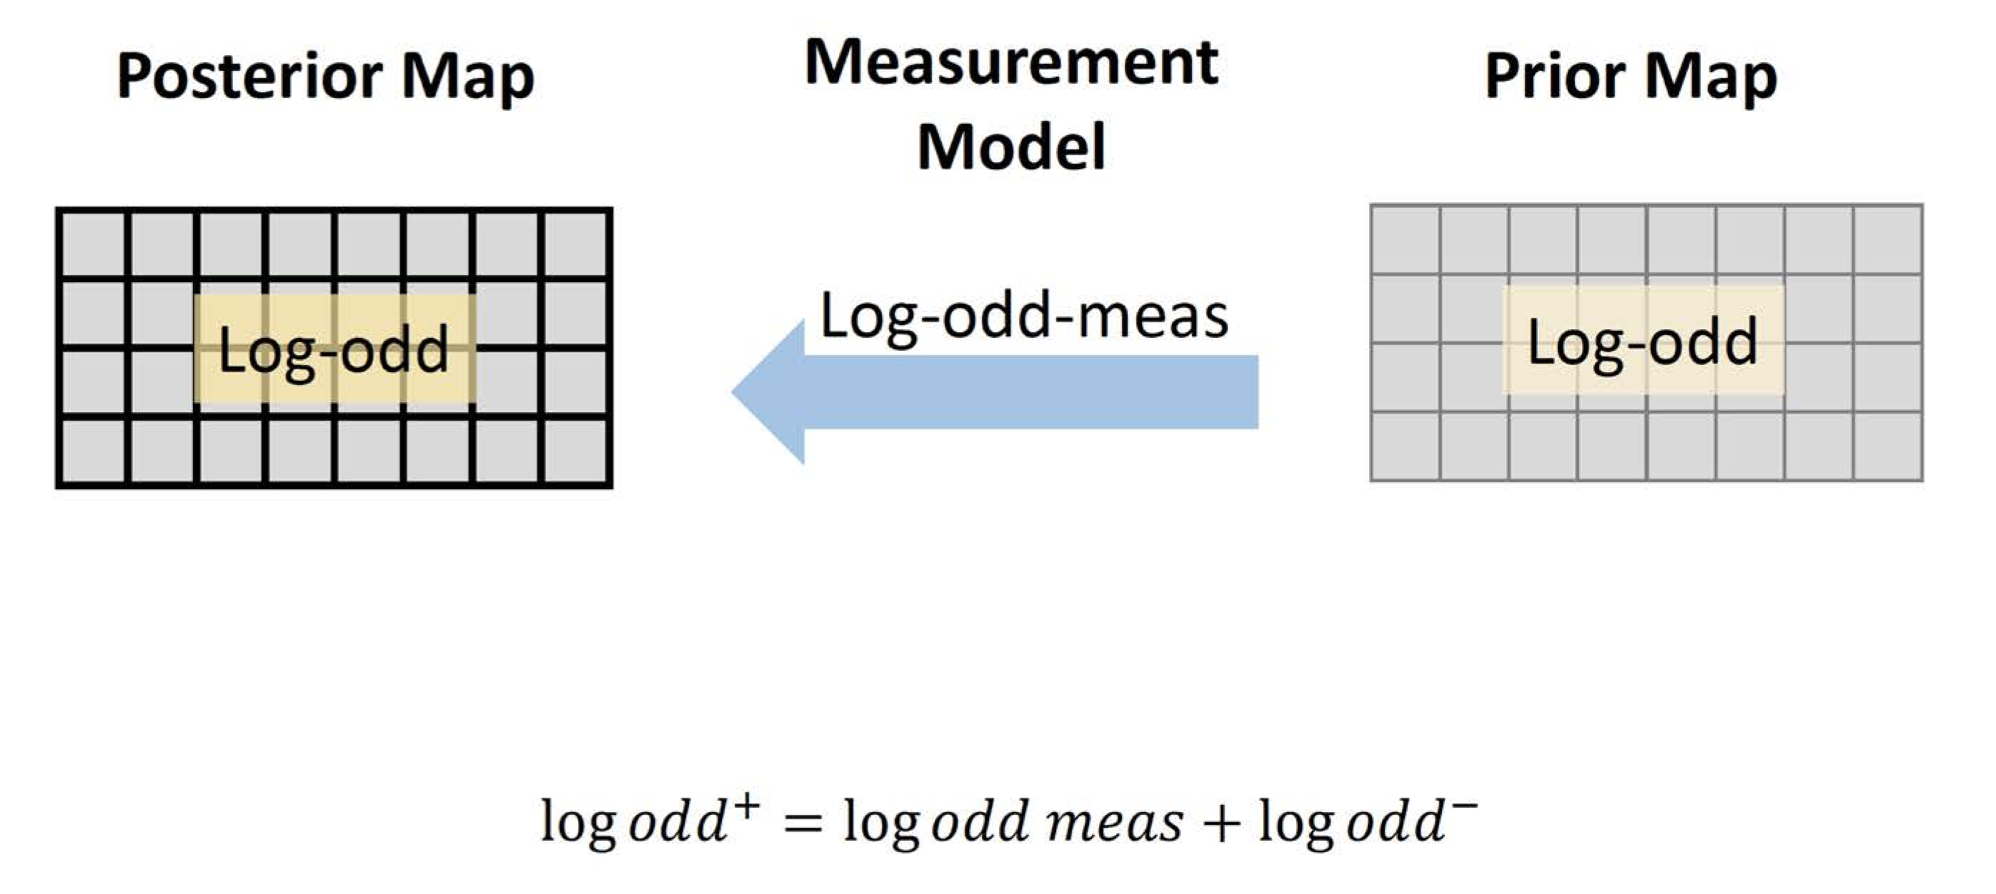 Posterior Map
Measurement
Model
Prior Map
Log-odd
Log-odd-meas
Log-odd
log odd⁺ = log odd meas + log odd⁻